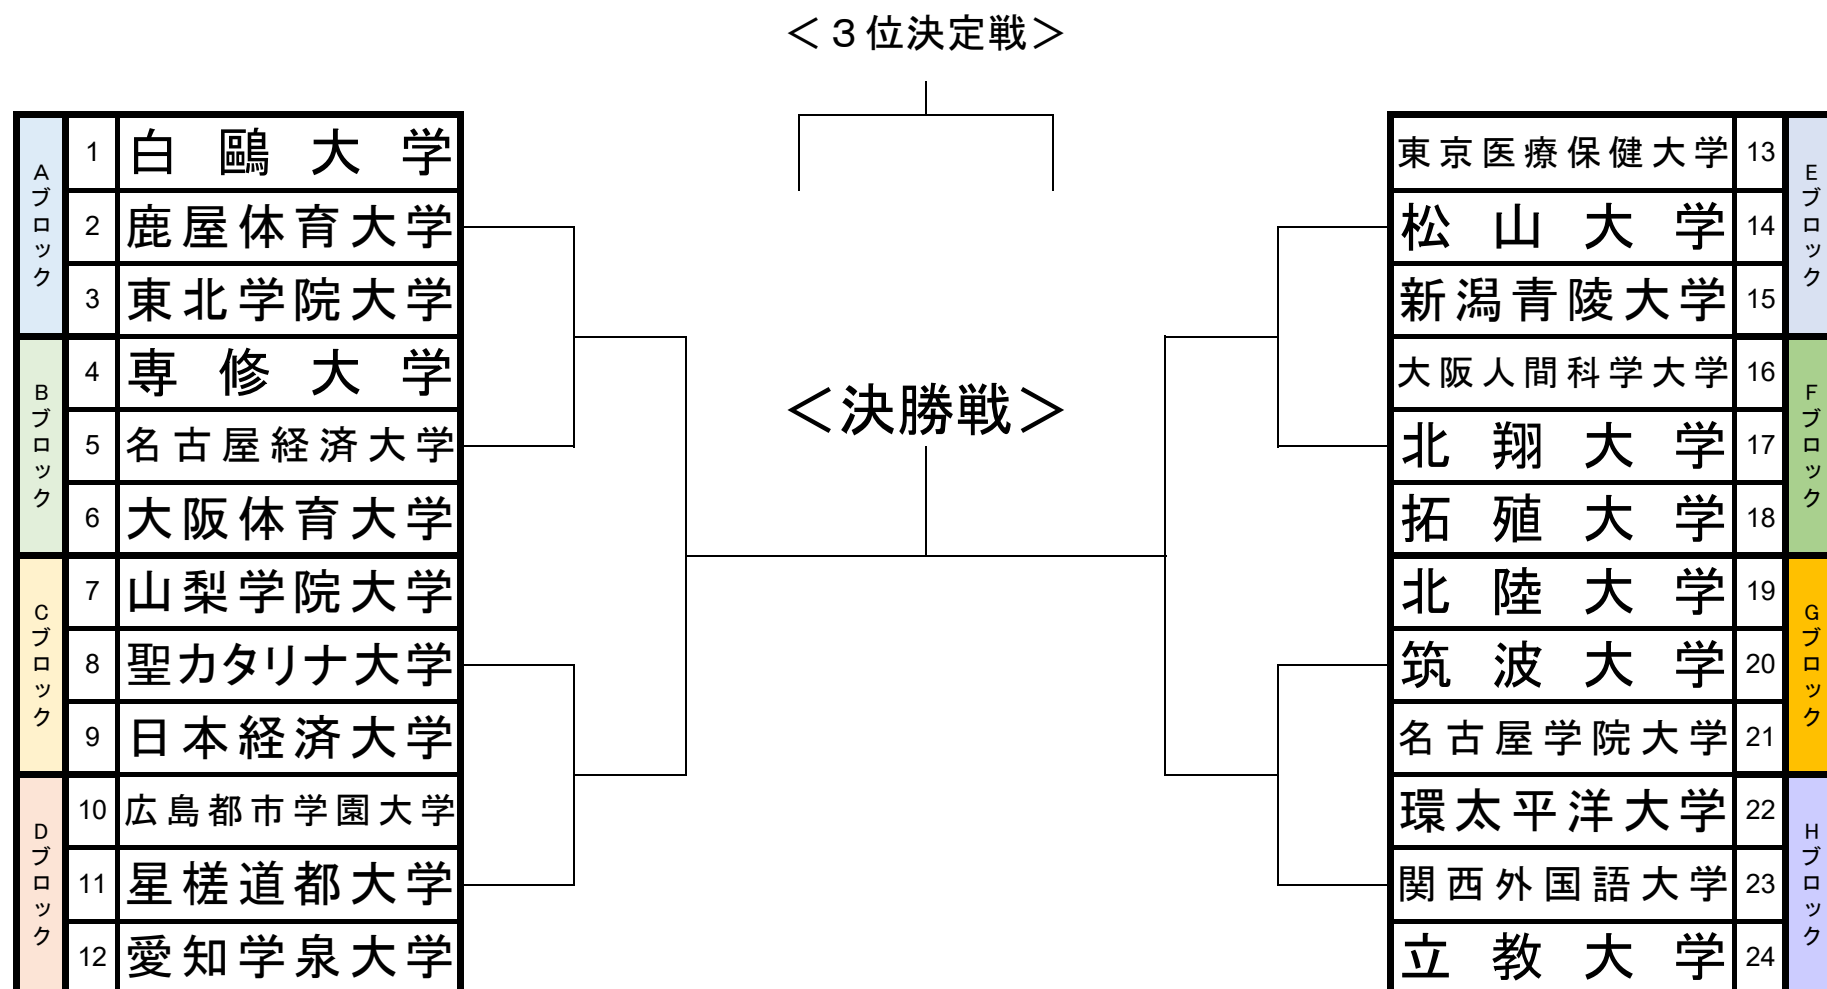 ＜３位決定戦＞
Aブロック
1 白鷗大学
2 鹿屋体育大学
3 東北学院大学
Bブロック
4 専修大学
5 名古屋経済大学
6 大阪体育大学
Cブロック
7 山梨学院大学
8 聖カタリナ大学
9 日本経済大学
Dブロック
10 広島都市学園大学
11 星槎道都大学
12 愛知学泉大学
＜決勝戦＞
東京医療保健大学 13
松山大学 14
新潟青陵大学 15
Eブロック
大阪人間科学大学 16
北翔大学 17
拓殖大学 18
Fブロック
北陸大学 19
筑波大学 20
名古屋学院大学 21
Gブロック
環太平洋大学 22
関西外国語大学 23
立教大学 24
Hブロック